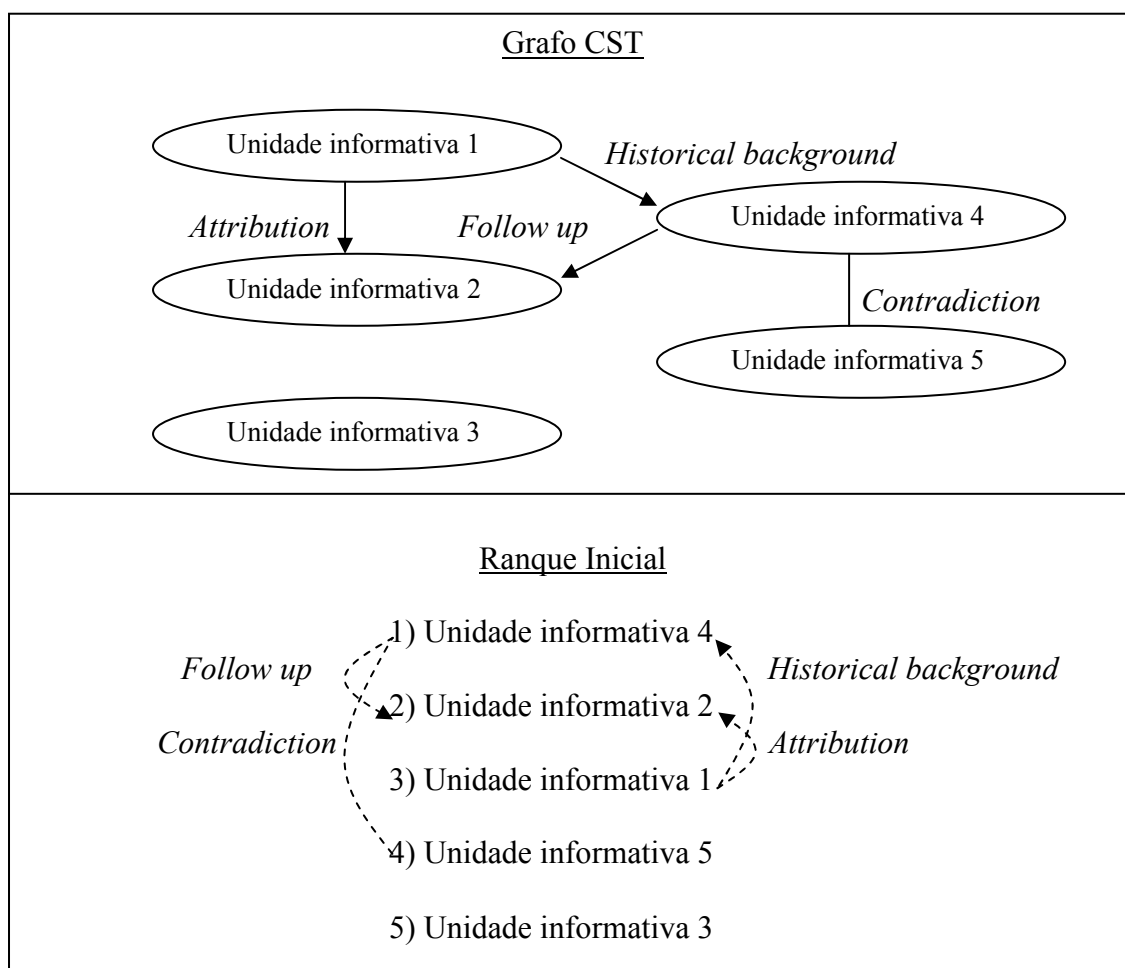 Grafo CST
Unidade informativa 1
Historical background
Unidade informativa 4
Attribution
Follow up
Unidade informativa 2
Contradiction
Unidade informativa 5
Unidade informativa 3
Ranque Inicial
1) Unidade informativa 4
Follow up
Historical background
2) Unidade informativa 2
Contradiction
Attribution
3) Unidade informativa 1
4) Unidade informativa 5
5) Unidade informativa 3